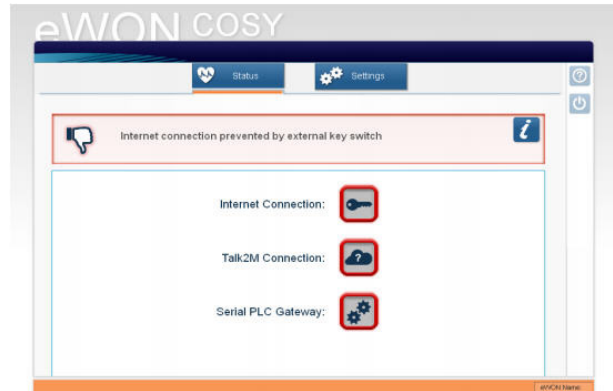 eWON COSY
Status
Settings
Internet connection prevented by external key switch
i
Internet Connection:
Talk2M Connection:
?
Serial PLC Gateway:
eWON Name:
?